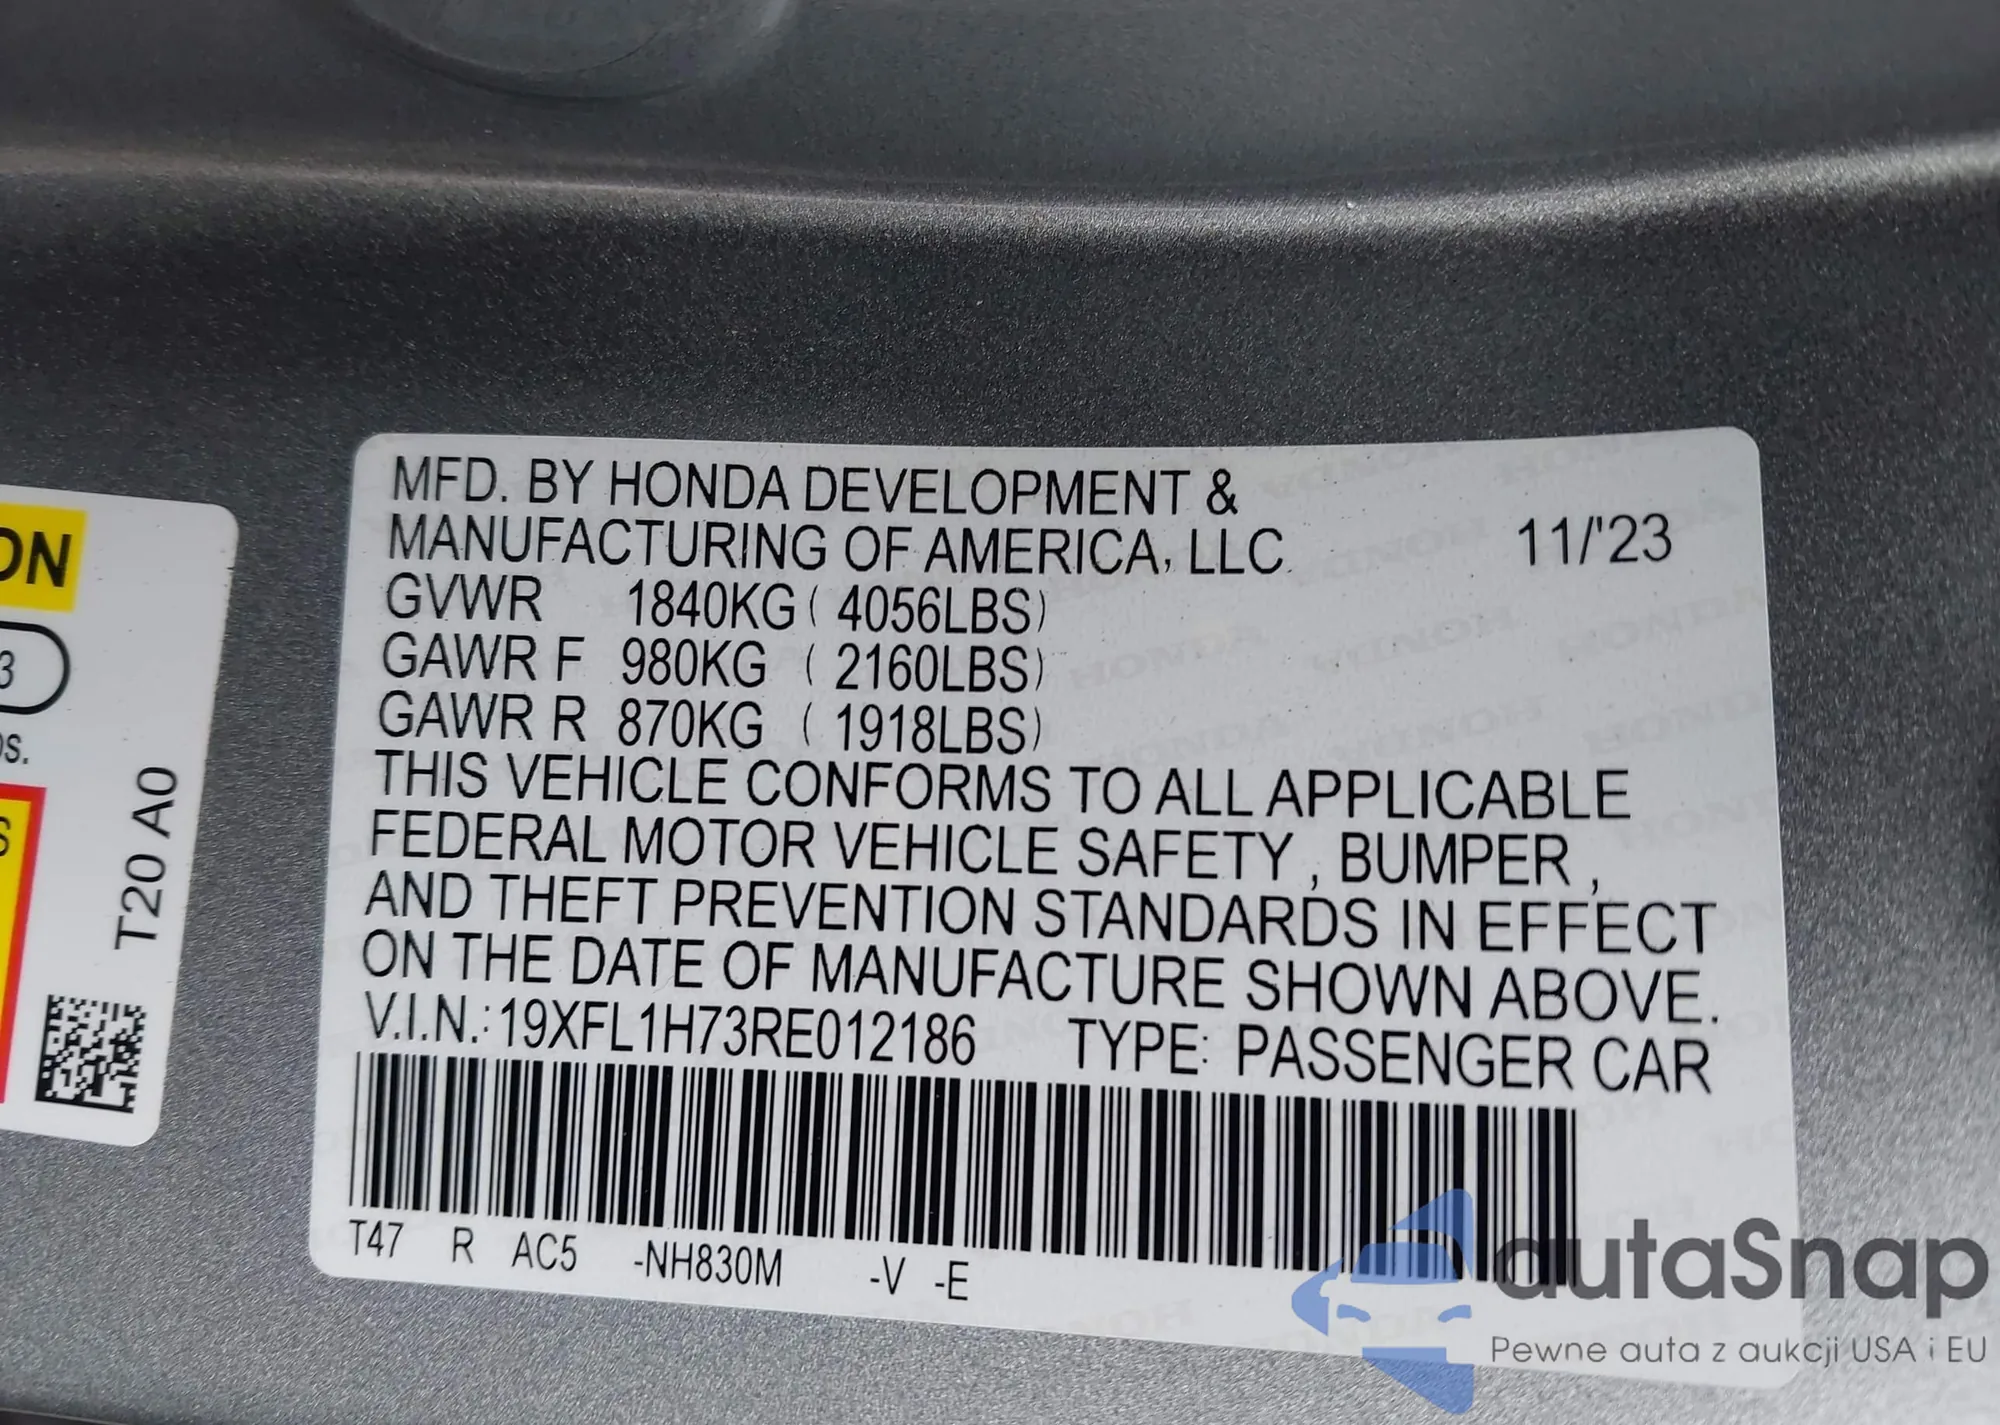 MFD. BY HONDA DEVELOPMENT &
MANUFACTURING OF AMERICA, LLC. 11/'23
GVWR 1840KG ( 4056LBS)
GAWR F 980KG ( 2160LBS)
GAWR R 870KG ( 1918LBS)
THIS VEHICLE CONFORMS TO ALL APPLICABLE
FEDERAL MOTOR VEHICLE SAFETY , BUMPER ,
AND THEFT PREVENTION STANDARDS IN EFFECT
ON THE DATE OF MANUFACTURE SHOWN ABOVE.
V.I.N.: 19XFL1H73RE012186 TYPE: PASSENGER CAR
T47 R AC5 -NH830M -V -E
T20 A0
autaSnap
Pewne auta z aukcji USA i EU